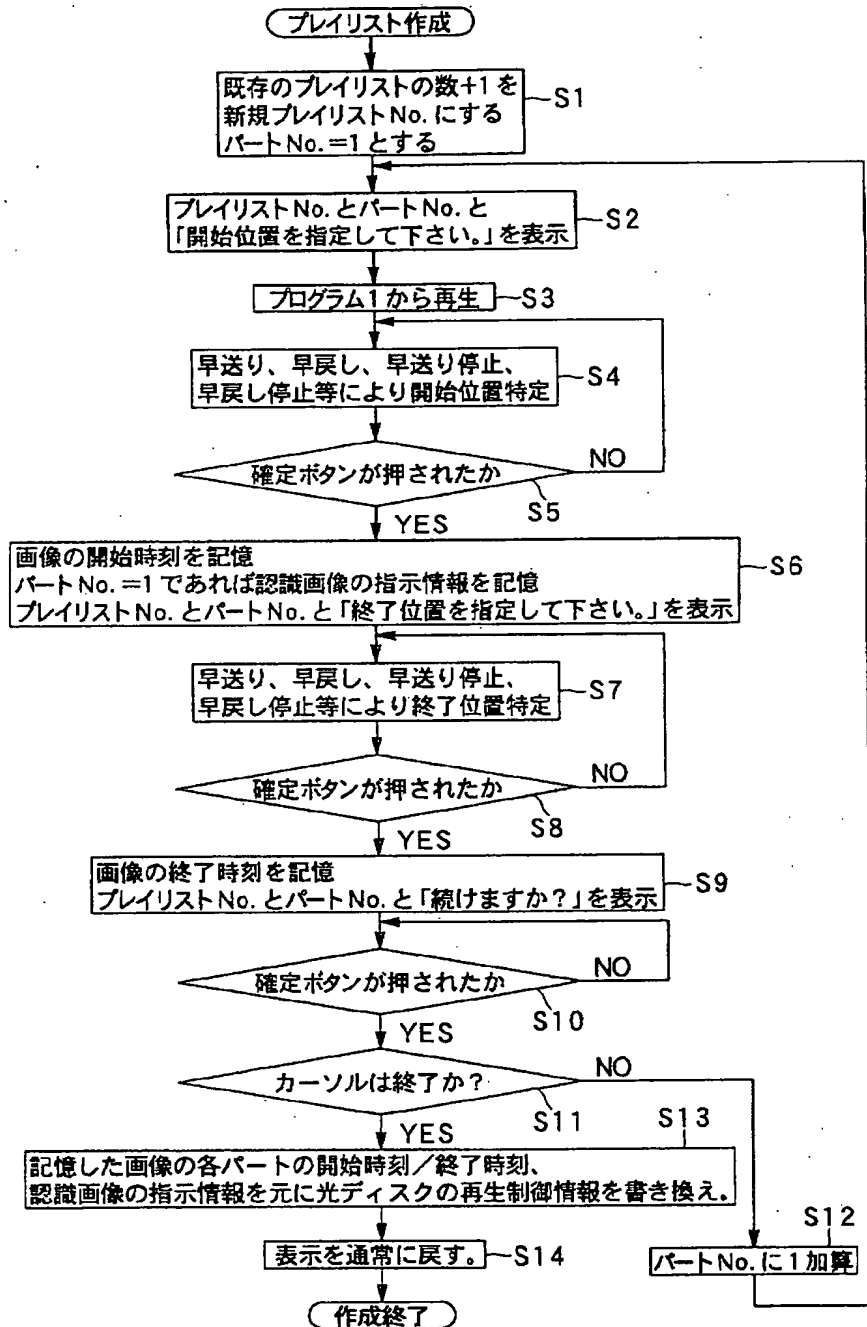 プレイリスト作成
既存のプレイリストの数+1を
新規プレイリストNo.にする
パートNo.=1とする
S1
プレイリストNo.とパートNo.と
「開始位置を指定して下さい。」を表示
S2
プログラム1から再生
S3
早送り、早戻し、早送り停止、
早戻し停止等により開始位置特定
S4
確定ボタンが押されたか
NO
S5
YES
画像の開始時刻を記憶
パートNo.=1であれば認識画像の指示情報を記憶
プレイリストNo.とパートNo.と「終了位置を指定して下さい。」を表示
S6
早送り、早戻し、早送り停止、
早戻し停止等により終了位置特定
S7
確定ボタンが押されたか
NO
S8
YES
画像の終了時刻を記憶
プレイリストNo.とパートNo.と「続けますか?」を表示
S9
確定ボタンが押されたか
NO
S10
YES
カーソルは終了か?
NO
S11
YES
S13
記憶した画像の各パートの開始時刻/終了時刻、
認識画像の指示情報を元に光ディスクの再生制御情報を書き換え。
S12
表示を通常に戻す。
S14
パートNo.に1加算
作成終了